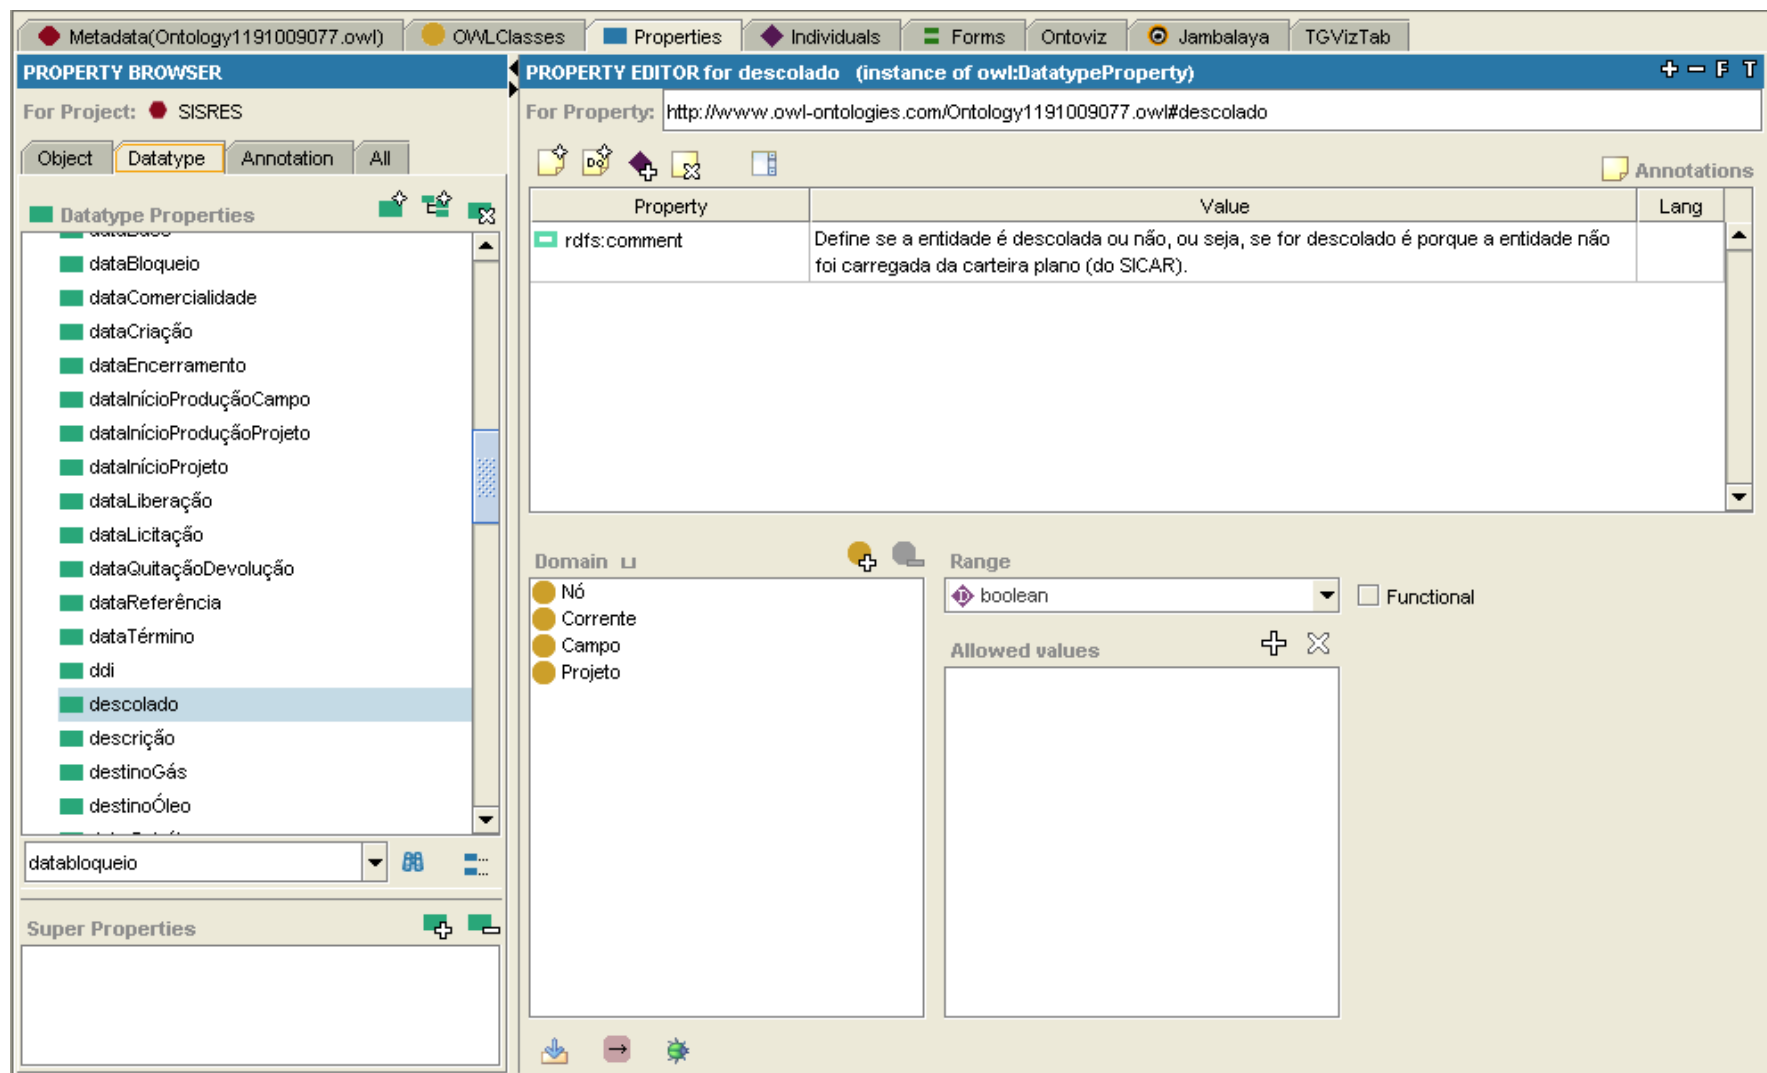 Metadata(Ontology1191009077.owl) OWLClasses Properties Individuals Forms Ontoviz Jambalaya TGVizTab
PROPERTY BROWSER
For Project: SISRES
Object Datatype Annotation All
Datatype Properties
dataBloqueio
dataComercialidade
dataCriação
dataEncerramento
dataInícioProduçãoCampo
dataInícioProduçãoProjeto
dataInícioProjeto
dataLiberação
dataLicitação
dataQuitaçãoDevolução
dataReferência
dataTérmino
ddi
descolado
descrição
destinoGás
destinoÓleo
databloqueio
Super Properties
PROPERTY EDITOR for descolado (instance of owl:DatatypeProperty) F T
For Property: http://www.owl-ontologies.com/Ontology1191009077.owl#descolado
Annotations
Property Value Lang
rdfs:comment Define se a entidade é descolada ou não, ou seja, se for descolado é porque a entidade não
foi carregada da carteira plano (do SICAR).
Domain ⊔
Nó
Corrente
Campo
Projeto
Range
boolean Functional
Allowed values